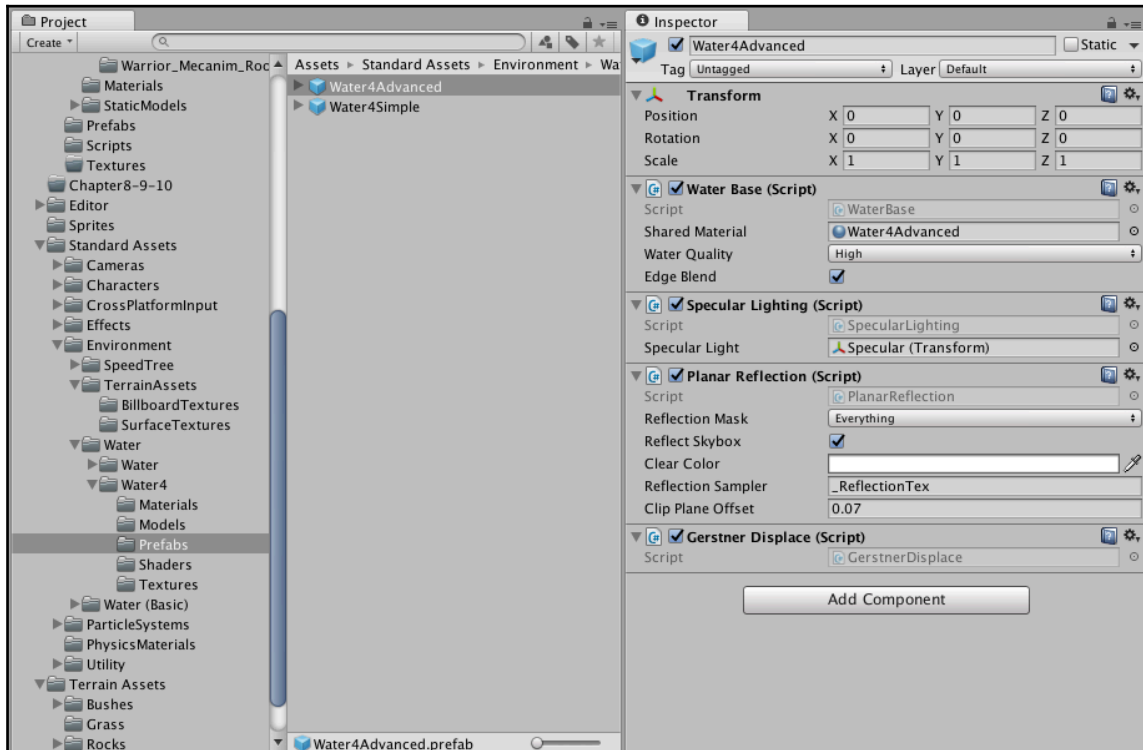 Project
Create
Warrior_Mecanim_Roc
Materials
StaticModels
Prefabs
Scripts
Textures
Chapter8-9-10
Editor
Sprites
Standard Assets
Cameras
Characters
CrossPlatformInput
Effects
Environment
SpeedTree
TerrainAssets
BillboardTextures
SurfaceTextures
Water
Water
Water4
Materials
Models
Prefabs
Shaders
Textures
Water (Basic)
ParticleSystems
PhysicsMaterials
Utility
Terrain Assets
Bushes
Grass
Rocks
Assets Standard Assets Environment Wa
Water4Advanced
Water4Simple
Water4Advanced.prefab
Inspector
Water4Advanced Static
Tag Untagged Layer Default
Transform
Position X 0 Y 0 Z 0
Rotation X 0 Y 0 Z 0
Scale X 1 Y 1 Z 1
Water Base (Script)
Script WaterBase
Shared Material Water4Advanced
Water Quality High
Edge Blend
Specular Lighting (Script)
Script SpecularLighting
Specular Light Specular (Transform)
Planar Reflection (Script)
Script PlanarReflection
Reflection Mask Everything
Reflect Skybox
Clear Color
Reflection Sampler _ReflectionTex
Clip Plane Offset 0.07
Gerstner Displace (Script)
Script GerstnerDisplace
Add Component